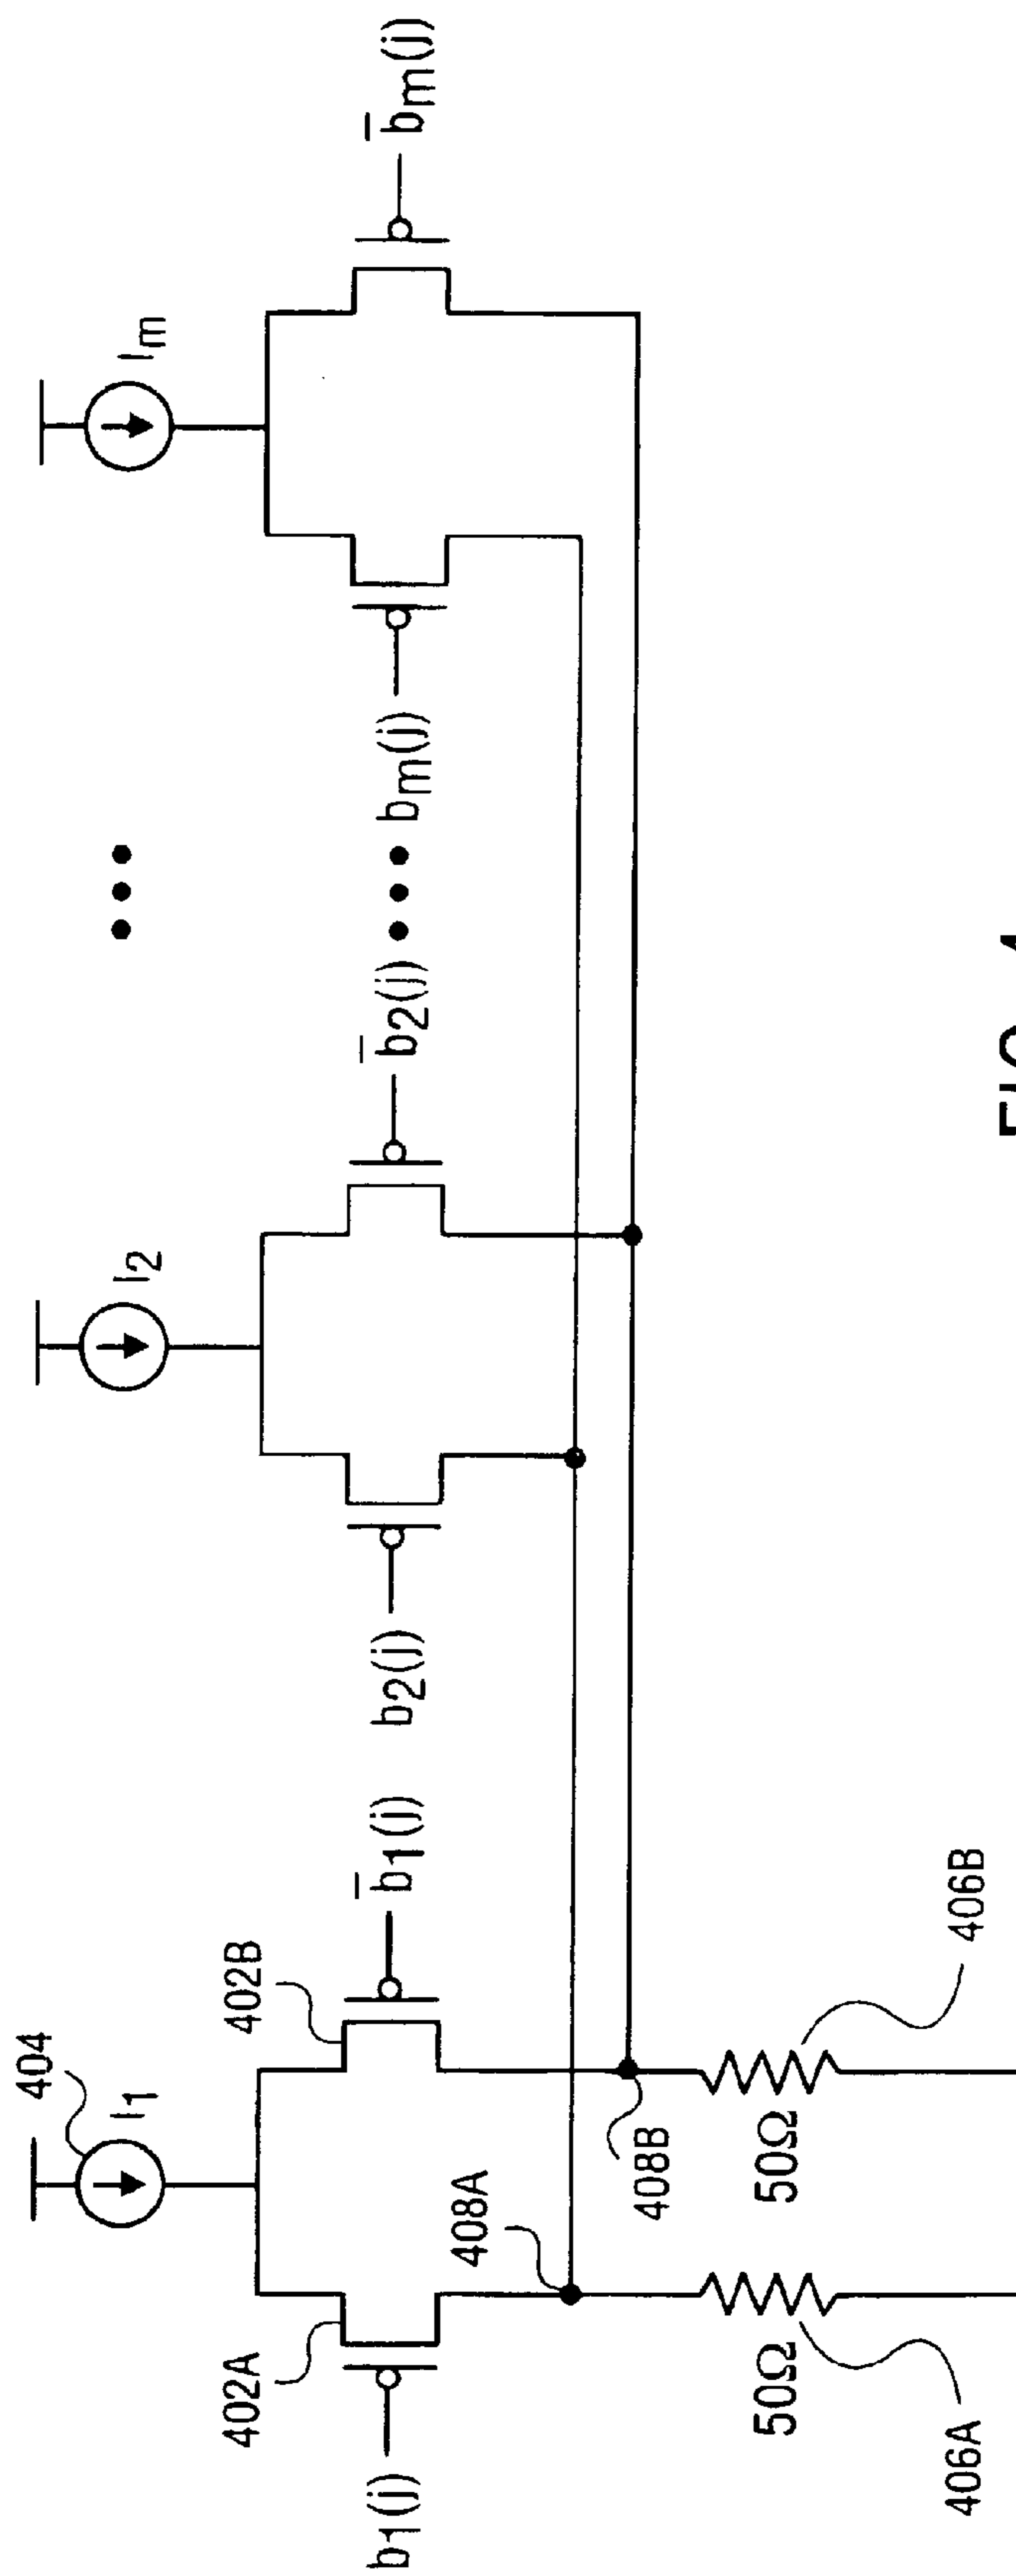 404
I1
I2
Im
402A
402B
b1(j)
b̅1(j)
b2(j)
b̅2(j)
bm(j)
b̅m(j)
408A
408B
50Ω
50Ω
406A
406B